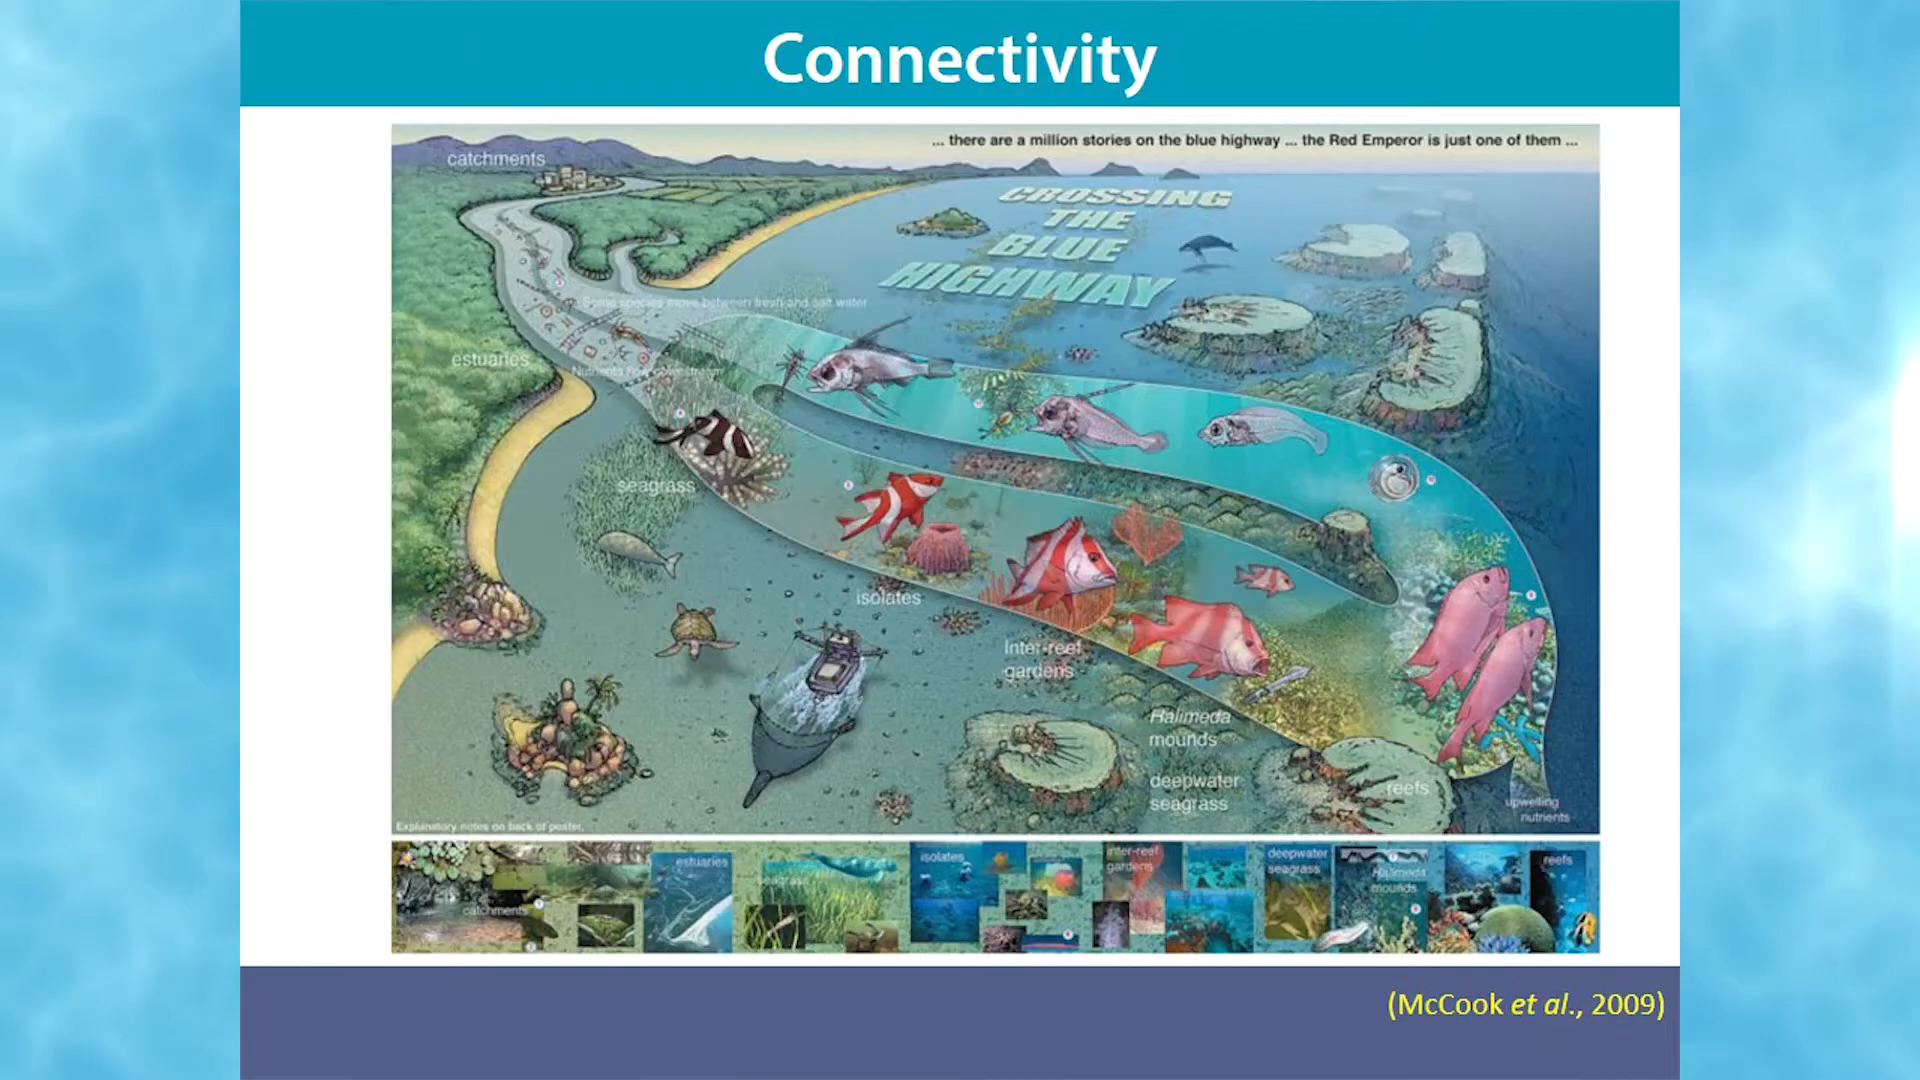 Connectivity
... there are a million stories on the blue highway ... the Red Emperor is just one of them ...
catchments
CROSSING
THE
BLUE
HIGHWAY
Some species move between fresh and salt water
estuaries
Nutrients flow downstream
seagrass
isolates
Inter-reef
gardens
Halimeda
mounds
deepwater
seagrass
reefs
upwelling
nutrients
Explanatory notes on back of poster.
catchments
estuaries
seagrass
isolates
inter-reef
gardens
deepwater
seagrass
Halimeda
mounds
reefs
(McCook et al., 2009)